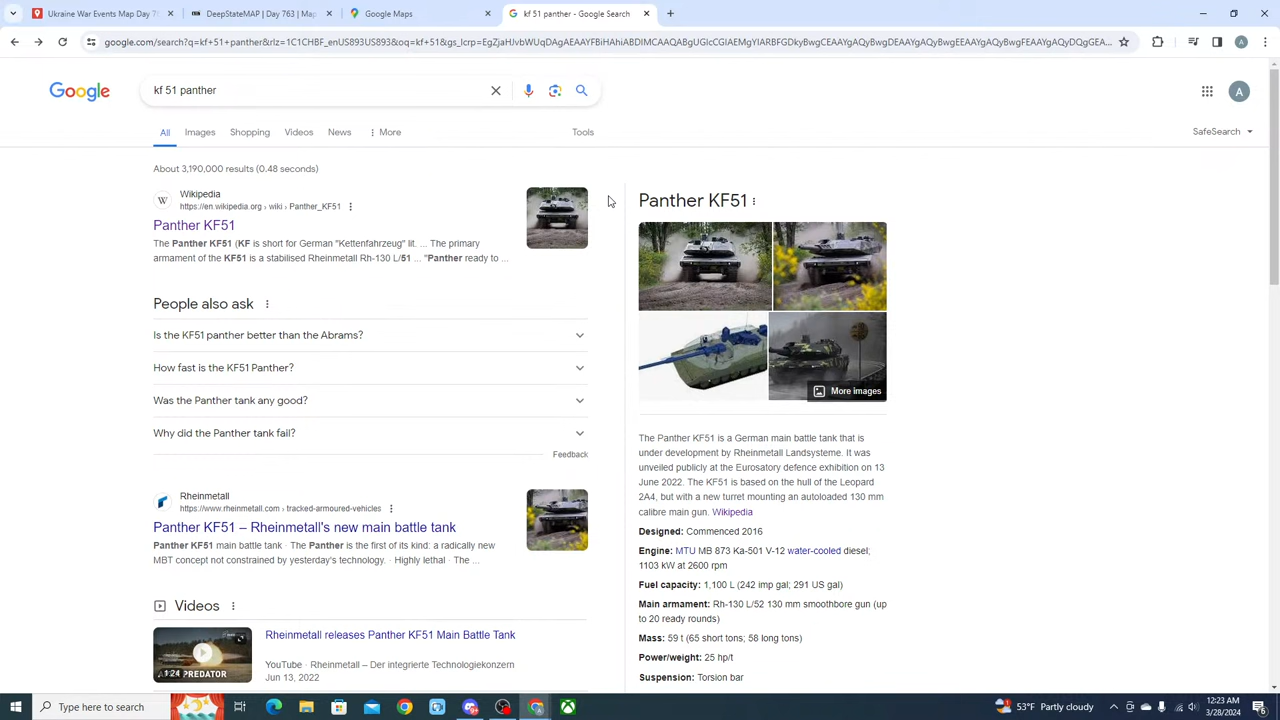 Ukraine War Events Map Day 7
DeepStateMAP | Day 763 | Map
Google Maps
kf 51 panther - Google Search
google.com/search?q=kf+51+panther&rlz=1C1CHBF_enUS893US893&oq=kf+51&gs_lcrp=EgZjaHJvbWUqDAgAEAAYFBiHAhiABDIMCAAQABgUGIcCGIAEMgYIARBFGDkyBwgCEAAYgAQyBwgDEAAYgAQyBwgEEAAYgAQyBwgFEAAYgAQyDQgGE...
A
Google
kf 51 panther
A
All
Images
Shopping
Videos
News
More
Tools
SafeSearch
About 3,190,000 results (0.48 seconds)
W
Wikipedia
https://en.wikipedia.org › wiki › Panther_KF51
Panther KF51
The Panther KF51 (KF is short for German "Kettenfahrzeug" lit. ... The primary
armament of the KF51 is a stabilised Rheinmetall Rh-130 L/51 ... "Panther ready to ...
People also ask
Is the KF51 panther better than the Abrams?
How fast is the KF51 Panther?
Was the Panther tank any good?
Why did the Panther tank fail?
Feedback
Rheinmetall
https://www.rheinmetall.com › tracked-armoured-vehicles
Panther KF51 – Rheinmetall's new main battle tank
Panther KF51 main battle tank · The Panther is the first of its kind: a radically new
MBT concept not constrained by yesterday's technology. · Highly lethal · The ...
Videos
1:24
PREDATOR
Rheinmetall releases Panther KF51 Main Battle Tank
YouTube · Rheinmetall – Der integrierte Technologiekonzern
Jun 13, 2022
Panther KF51
More images
The Panther KF51 is a German main battle tank that is
under development by Rheinmetall Landsysteme. It was
unveiled publicly at the Eurosatory defence exhibition on 13
June 2022. The KF51 is based on the hull of the Leopard
2A4, but with a new turret mounting an autoloaded 130 mm
calibre main gun. Wikipedia
Designed: Commenced 2016
Engine: MTU MB 873 Ka-501 V-12 water-cooled diesel;
1103 kW at 2600 rpm
Fuel capacity: 1,100 L (242 imp gal; 291 US gal)
Main armament: Rh-130 L/52 130 mm smoothbore gun (up
to 20 ready rounds)
Mass: 59 t (65 short tons; 58 long tons)
Power/weight: 25 hp/t
Suspension: Torsion bar
Type here to search
53°F Partly cloudy
12:23 AM
3/28/2024